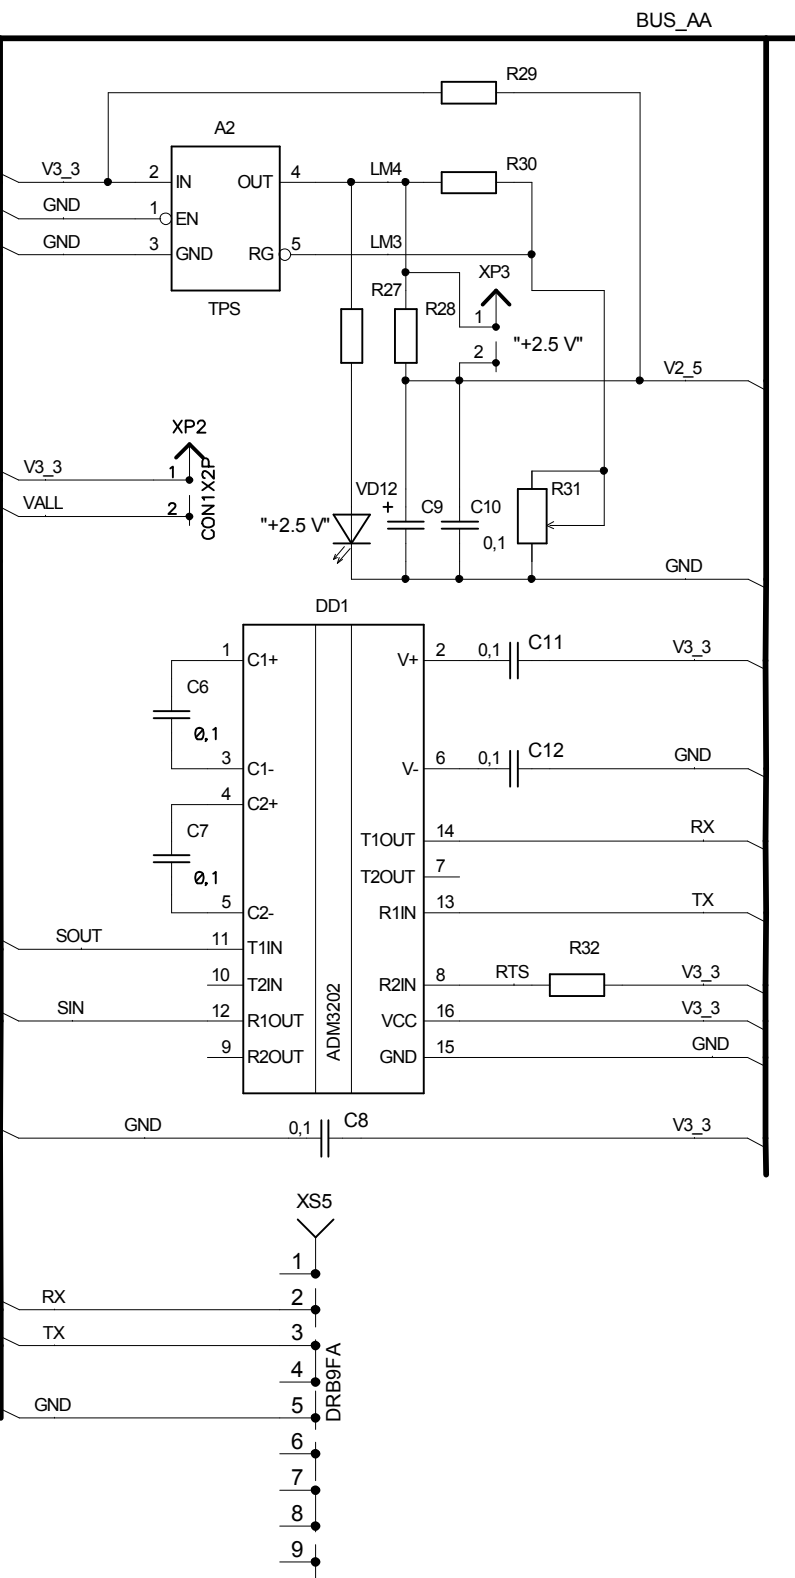 BUS_AA
R29
A2
V3_3 2 IN OUT 4 LM4 R30
GND 1 EN
GND 3 GND RG 5 LM3
TPS
XP3
R27
R28
1
2 "+2.5 V"
V2_5
XP2
V3_3 1
VALL 2
CON1X2P
VD12
"+2.5 V"
+ C9
C10
0,1
R31
GND
DD1
1 C1+ V+ 2 0,1 C11 V3_3
C6
0,1
3 C1- V- 6 0,1 C12 GND
4 C2+
C7
0,1
T1OUT 14 RX
T2OUT 7
5 C2- R1IN 13 TX
SOUT 11 T1IN
R32
10 T2IN R2IN 8 RTS V3_3
SIN 12 R1OUT VCC 16 V3_3
9 R2OUT GND 15 GND
ADM3202
GND 0,1 C8 V3_3
XS5
1
RX 2
TX 3
4
GND 5
6
7
8
9
DRB9FA